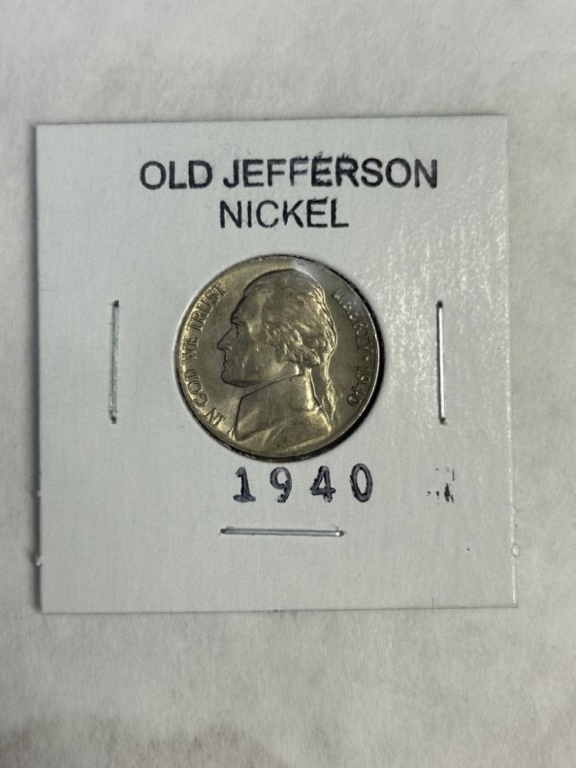 OLD JEFFERSON
NICKEL
IN GOD WE TRUST
LIBERTY · 1940
1940